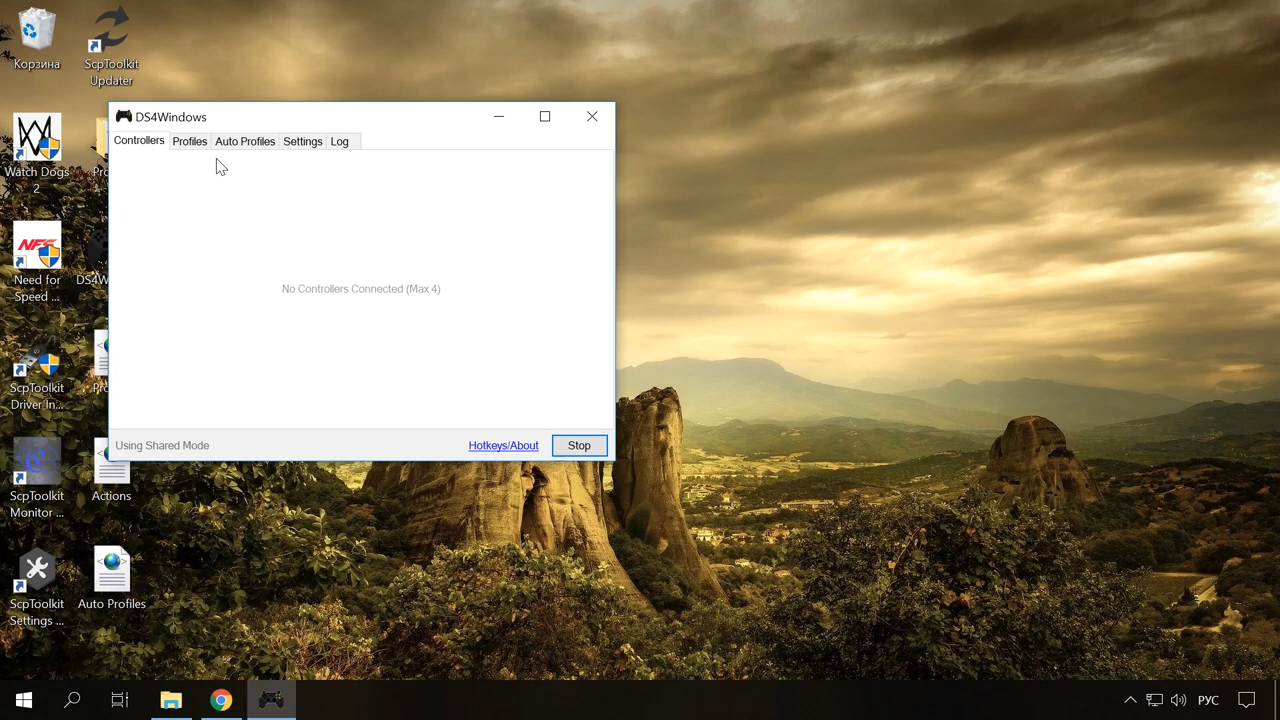 Корзина
ScpToolkit
Updater
Watch Dogs
2
Need for
Speed ...
DS4W
ScpToolkit
Driver In...
ScpToolkit
Monitor ...
Actions
ScpToolkit
Settings ...
Auto Profiles
DS4Windows
Controllers
Profiles
Auto Profiles
Settings
Log
No Controllers Connected (Max 4)
Using Shared Mode
Hotkeys/About
Stop
РУС